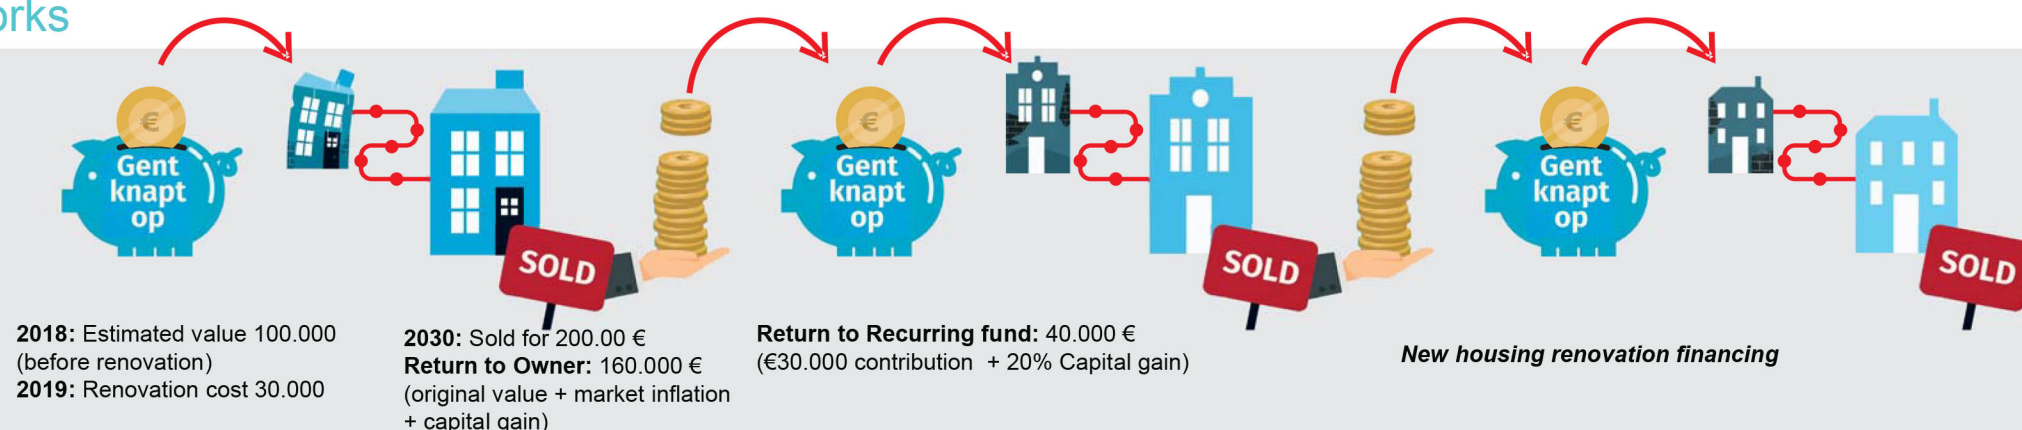 orks
€
Gent
knapt
op
SOLD
€
€
Gent
knapt
op
SOLD
€
€
Gent
knapt
op
SOLD
2018: Estimated value 100.000
(before renovation)
2019: Renovation cost 30.000
2030: Sold for 200.00 €
Return to Owner: 160.000 €
(original value + market inflation
+ capital gain)
Return to Recurring fund: 40.000 €
(€30.000 contribution + 20% Capital gain)
New housing renovation financing